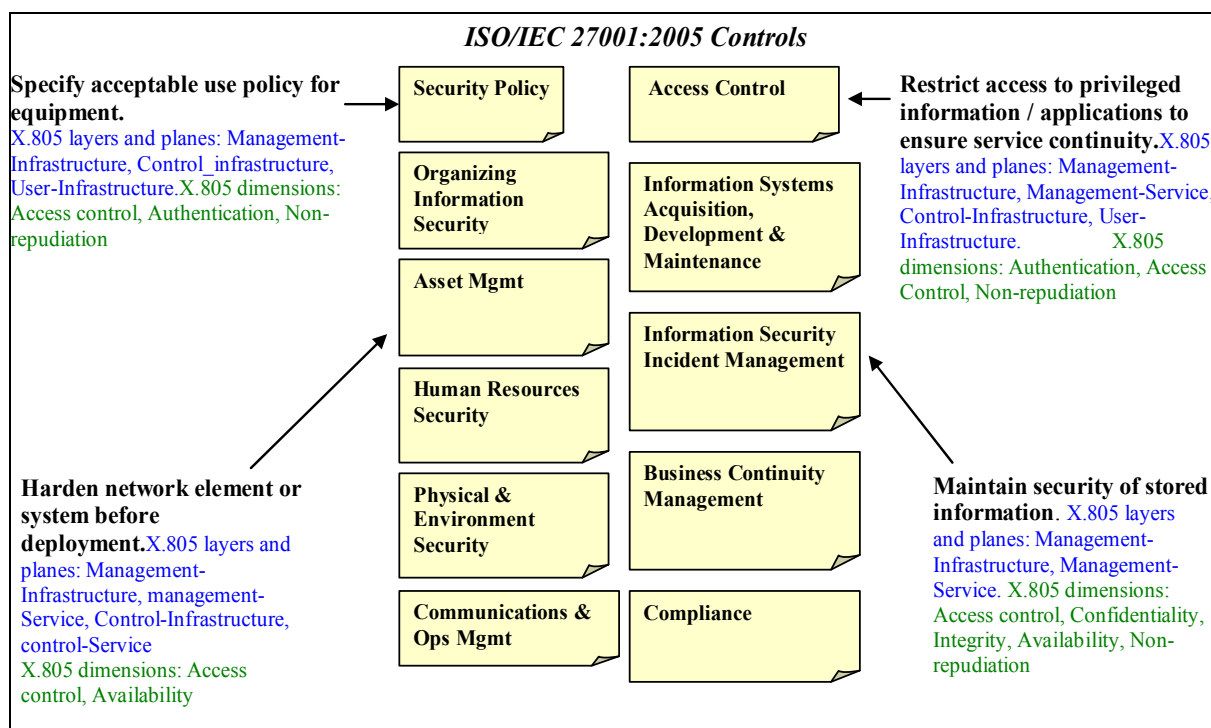 ISO/IEC 27001:2005 Controls
Specify acceptable use policy for
equipment.
X.805 layers and planes: Management-
Infrastructure, Control_infrastructure,
User-Infrastructure.X.805 dimensions:
Access control, Authentication, Non-
repudiation
Security Policy
Organizing
Information
Security
Asset Mgmt
Human Resources
Security
Physical &
Environment
Security
Communications &
Ops Mgmt
Access Control
Information Systems
Acquisition,
Development &
Maintenance
Information Security
Incident Management
Business Continuity
Management
Compliance
Restrict access to privileged
information / applications to
ensure service continuity.X.805
layers and planes: Management-
Infrastructure, Management-Service,
Control-Infrastructure, User-
Infrastructure. X.805
dimensions: Authentication, Access
Control, Non-repudiation
Harden network element or
system before
deployment.X.805 layers and
planes: Management-
Infrastructure, management-
Service, Control-Infrastructure,
control-Service
X.805 dimensions: Access
control, Availability
Maintain security of stored
information. X.805 layers
and planes: Management-
Infrastructure, Management-
Service. X.805 dimensions:
Access control, Confidentiality,
Integrity, Availability, Non-
repudiation